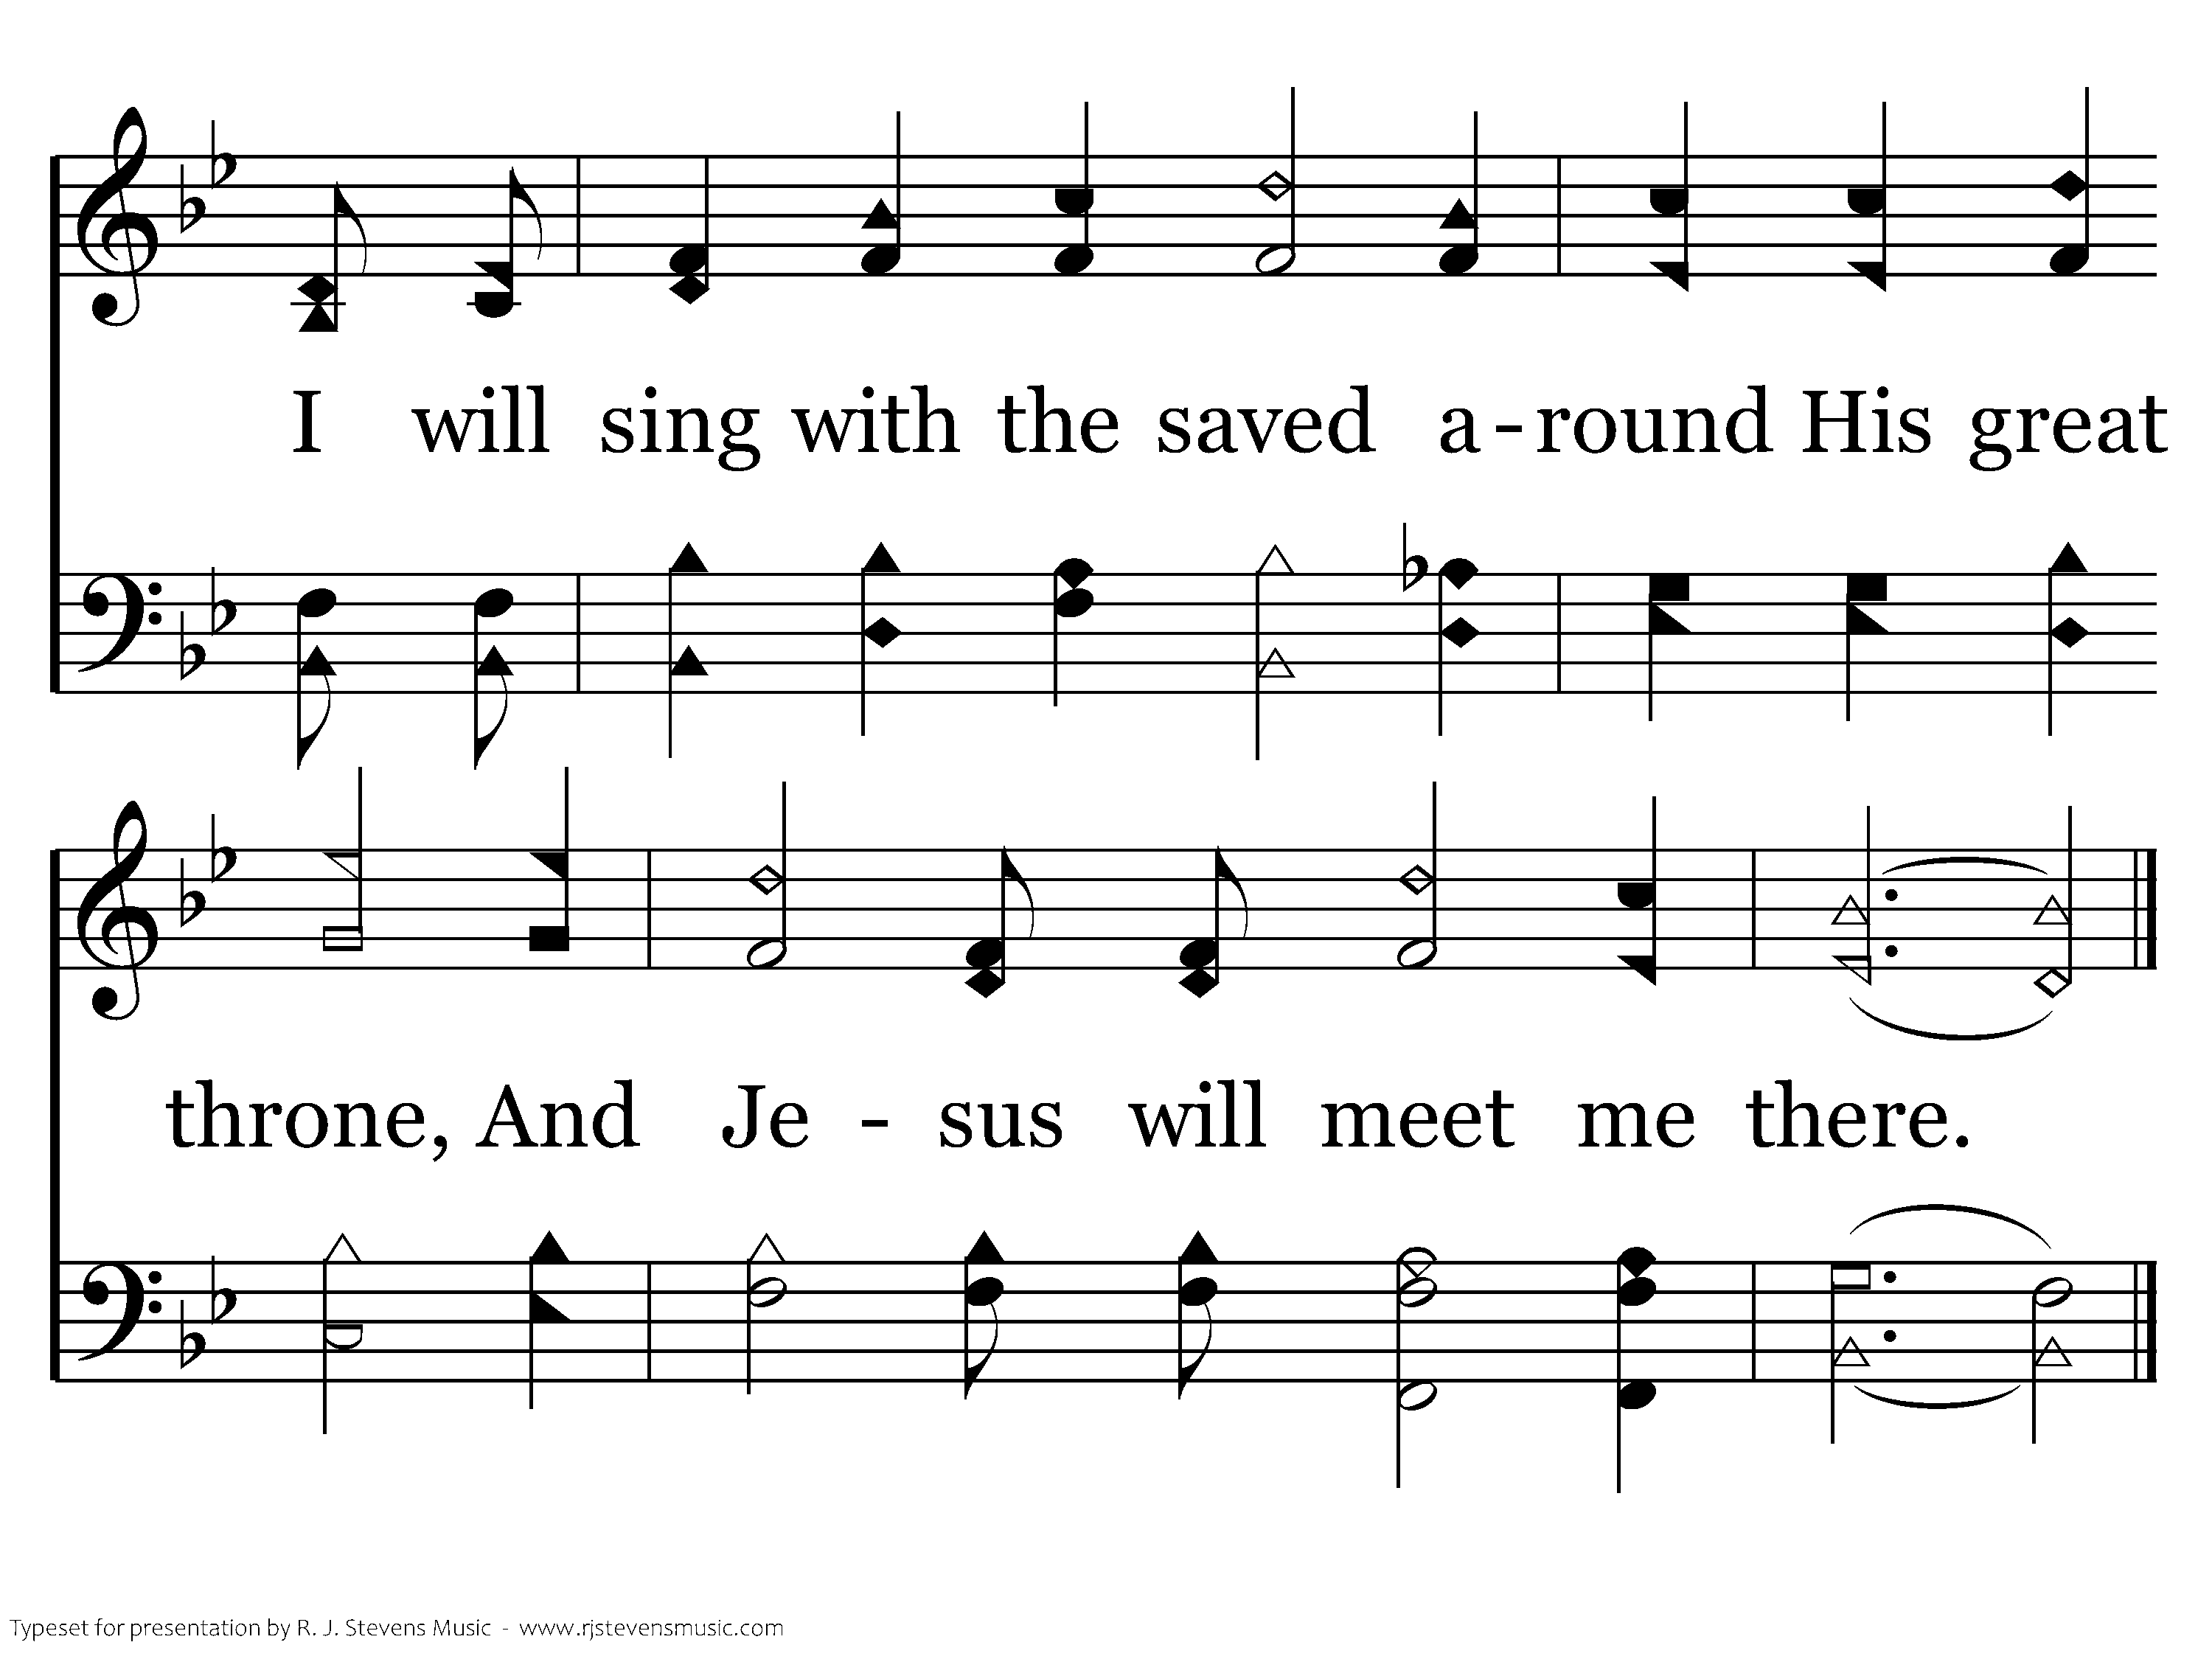 I will sing with the saved a-round His great
throne, And Je - sus will meet me there.
Typeset for presentation by R. J. Stevens Music - www.rjstevensmusic.com